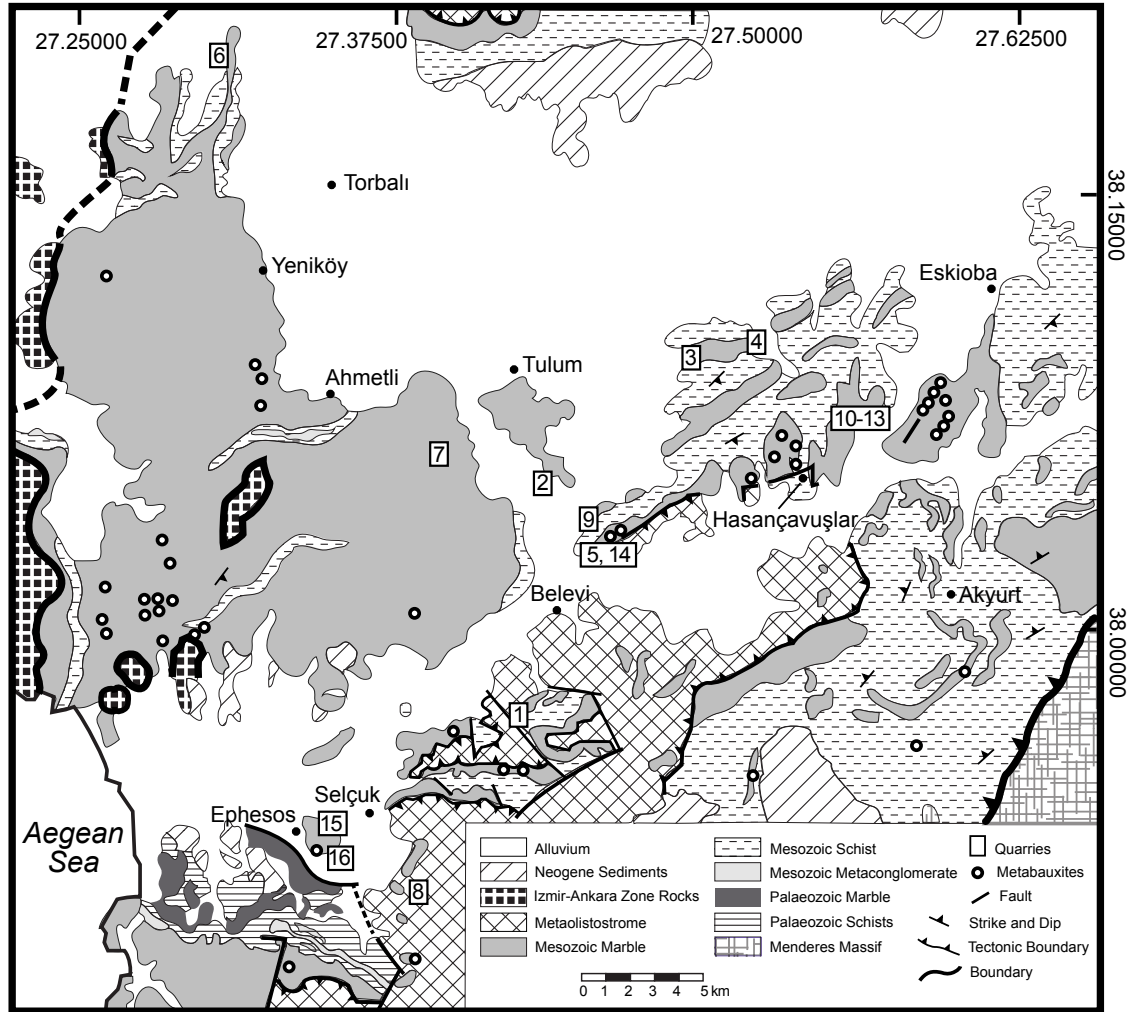 27.25000
27.37500
27.50000
27.62500
6
Torbalı
38.15000
Yeniköy
Eskioba
3
4
Tulum
Ahmetli
10-13
7
2
9
Hasançavuşlar
5, 14
Belevi
Akyurt
38.00000
1
Selçuk
Ephesos
15
16
Aegean
Sea
8
Alluvium
Neogene Sediments
Izmir-Ankara Zone Rocks
Metaolistostrome
Mesozoic Marble
Mesozoic Schist
Mesozoic Metaconglomerate
Palaeozoic Marble
Palaeozoic Schists
Menderes Massif
Quarries
Metabauxites
Fault
Strike and Dip
Tectonic Boundary
Boundary
0 1 2 3 4 5 km